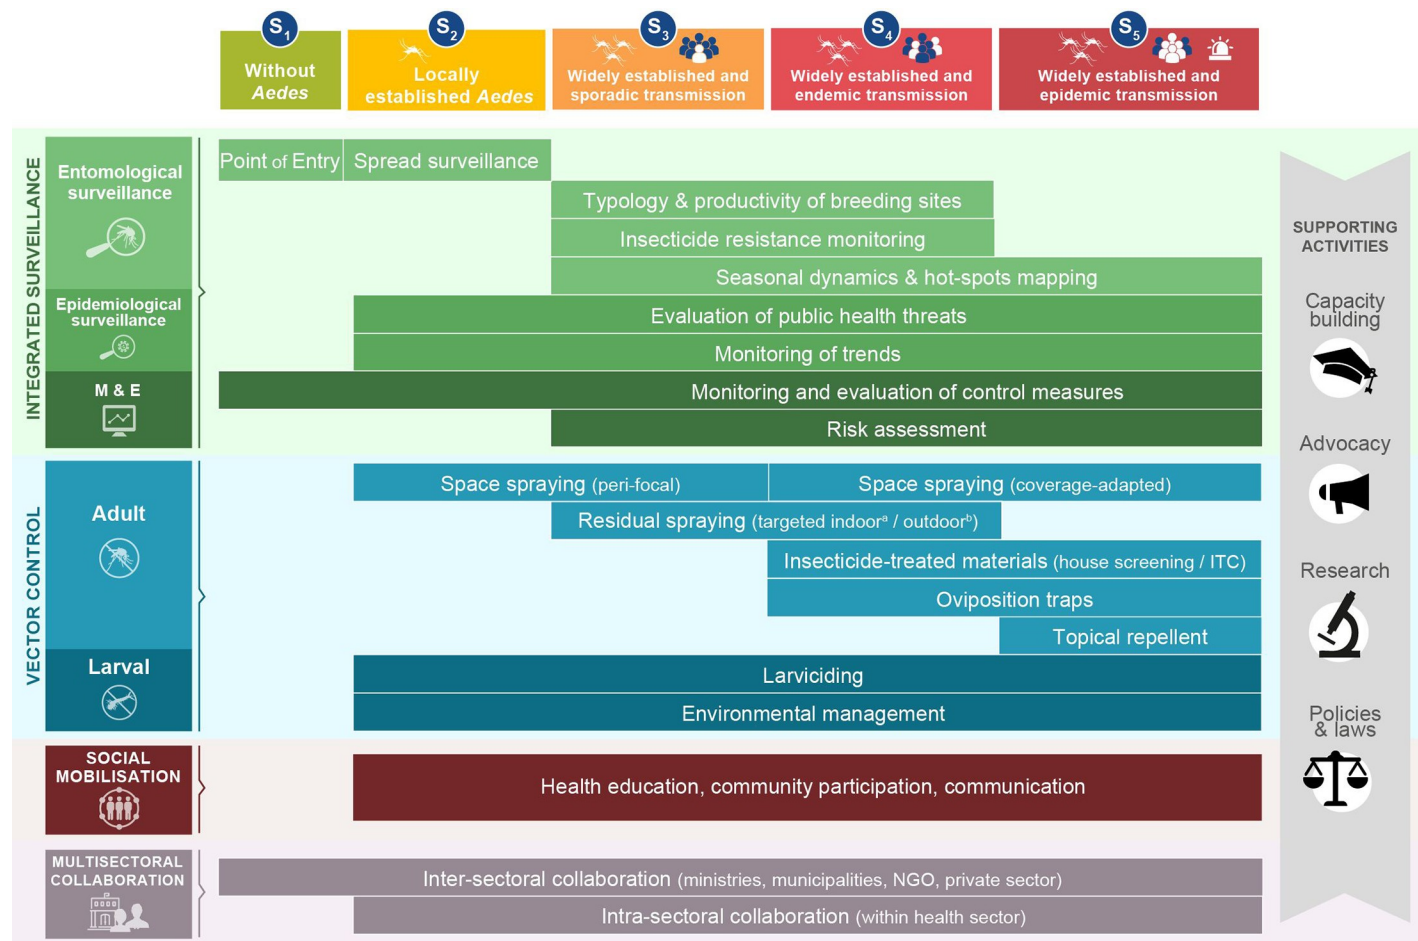 S1
Without
Aedes
S2
Locally
established Aedes
S3
Widely established and
sporadic transmission
S4
Widely established and
endemic transmission
S5
Widely established and
epidemic transmission
INTEGRATED SURVEILLANCE
Entomological
surveillance
Point of Entry
Spread surveillance
Typology & productivity of breeding sites
Insecticide resistance monitoring
Seasonal dynamics & hot-spots mapping
Epidemiological
surveillance
Evaluation of public health threats
Monitoring of trends
M & E
Monitoring and evaluation of control measures
Risk assessment
VECTOR CONTROL
Adult
Space spraying (peri-focal)
Space spraying (coverage-adapted)
Residual spraying (targeted indoorᵃ / outdoorᵇ)
Insecticide-treated materials (house screening / ITC)
Oviposition traps
Topical repellent
Larval
Larviciding
Environmental management
SOCIAL
MOBILISATION
Health education, community participation, communication
MULTISECTORAL
COLLABORATION
Inter-sectoral collaboration (ministries, municipalities, NGO, private sector)
Intra-sectoral collaboration (within health sector)
SUPPORTING
ACTIVITIES
Capacity
building
Advocacy
Research
Policies
& laws